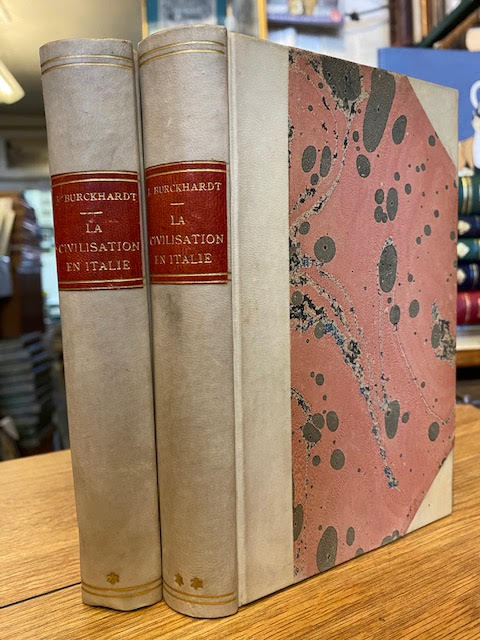 J. BURCKHARDT
LA
CIVILISATION
EN ITALIE
J. BURCKHARDT
LA
CIVILISATION
EN ITALIE